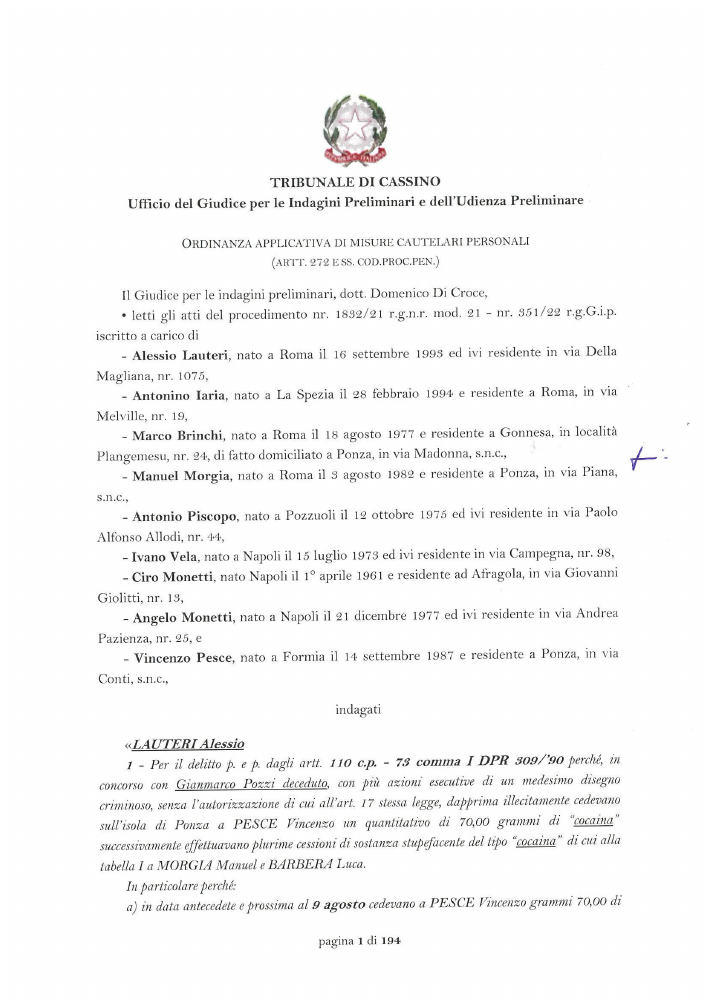 TRIBUNALE DI CASSINO
Ufficio del Giudice per le Indagini Preliminari e dell'Udienza Preliminare
ORDINANZA APPLICATIVA DI MISURE CAUTELARI PERSONALI
(ARTT. 272 E SS. COD.PROC.PEN.)
Il Giudice per le indagini preliminari, dott. Domenico Di Croce,
• letti gli atti del procedimento nr. 1832/21 r.g.n.r. mod. 21 - nr. 351/22 r.g.G.i.p.
iscritto a carico di
- Alessio Lauteri, nato a Roma il 16 settembre 1993 ed ivi residente in via Della
Magliana, nr. 1075,
- Antonino Iaria, nato a La Spezia il 28 febbraio 1994 e residente a Roma, in via
Melville, nr. 19,
- Marco Brinchi, nato a Roma il 18 agosto 1977 e residente a Gonnesa, in località
Plangemesu, nr. 24, di fatto domiciliato a Ponza, in via Madonna, s.n.c.,
- Manuel Morgia, nato a Roma il 3 agosto 1982 e residente a Ponza, in via Piana,
s.n.c.,
- Antonio Piscopo, nato a Pozzuoli il 12 ottobre 1975 ed ivi residente in via Paolo
Alfonso Allodi, nr. 44,
- Ivano Vela, nato a Napoli il 15 luglio 1973 ed ivi residente in via Campegna, nr. 98,
- Ciro Monetti, nato Napoli il 1° aprile 1961 e residente ad Afragola, in via Giovanni
Giolitti, nr. 13,
- Angelo Monetti, nato a Napoli il 21 dicembre 1977 ed ivi residente in via Andrea
Pazienza, nr. 25, e
- Vincenzo Pesce, nato a Formia il 14 settembre 1987 e residente a Ponza, in via
Conti, s.n.c.,
indagati
«LAUTERI Alessio
1 - Per il delitto p. e p. dagli artt. 110 c.p. - 73 comma I DPR 309/'90 perché, in
concorso con Gianmarco Pozzi deceduto, con più azioni esecutive di un medesimo disegno
criminoso, senza l'autorizzazione di cui all'art. 17 stessa legge, dapprima illecitamente cedevano
sull'isola di Ponza a PESCE Vincenzo un quantitativo di 70,00 grammi di "cocaina"
successivamente effettuavano plurime cessioni di sostanza stupefacente del tipo "cocaina" di cui alla
tabella I a MORGIA Manuel e BARBERA Luca.
In particolare perché:
a) in data antecedete e prossima al 9 agosto cedevano a PESCE Vincenzo grammi 70,00 di
pagina 1 di 194